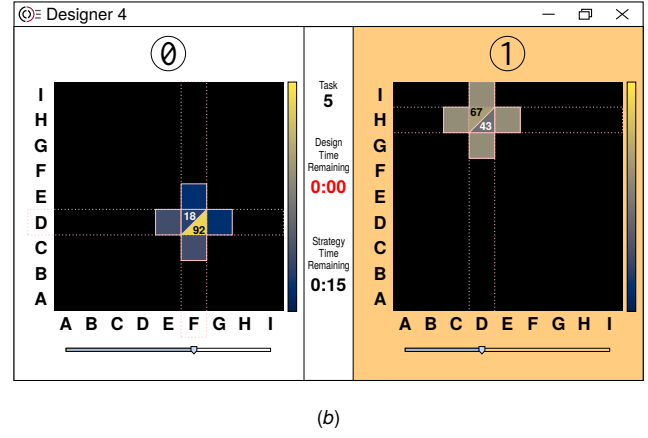 Designer 4
0
I
H
G
F
E
D
C
B
A
18
92
A B C D E F G H I
Task
5
Design
Time
Remaining
0:00
Strategy
Time
Remaining
0:15
1
I
H
G
F
E
D
C
B
A
67
43
A B C D E F G H I
(b)